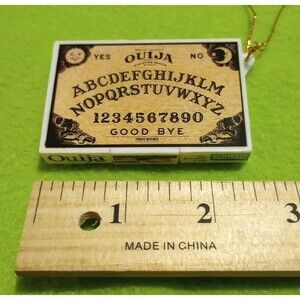 YES OUIJA NO
ABCDEFGHIJKLM
NOPQRSTUVWXYZ
1234567890
GOOD BYE
Ouija
1 2 3
MADE IN CHINA